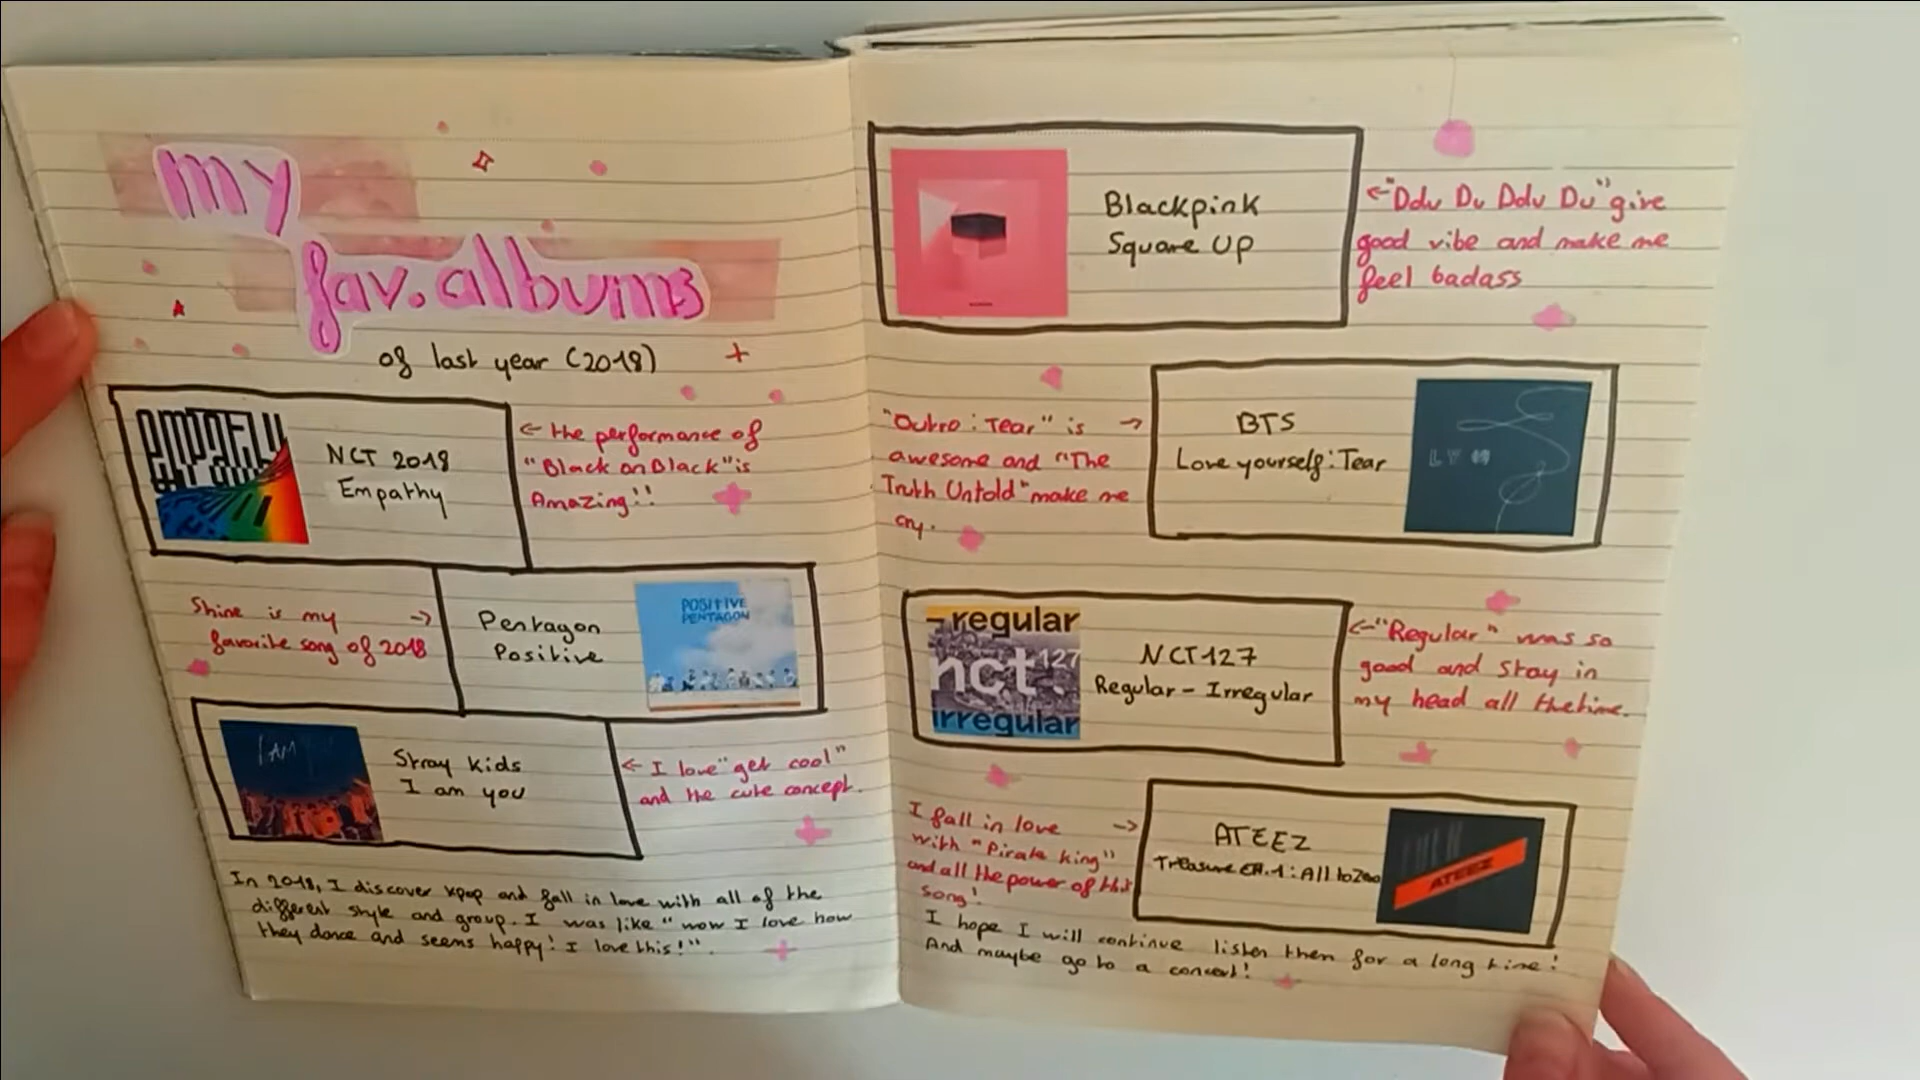 my
fav. albums
of last year (2018)
empathy
NCT 2018
Empathy
← the performance of
"Black on Black" is
Amazing!!
Shine is my →
favorite song of 2018
Pentagon
Positive
POSITIVE
PENTAGON
I AM
Stray kids
I am you
← I love "get cool"
and the cute concept.
In 2018, I discover kpop and fall in love with all of the
different style and group. I was like "wow I love how
they dance and seems happy! I love this!".
Blackpink
Square Up
← "Ddu Du Ddu Du" give
good vibe and make me
feel badass
"Outro: Tear" is →
awesome and "The
Truth Untold" make me
cry.
BTS
Love yourself: Tear
regular
nct 127
irregular
NCT127
Regular - Irregular
← "Regular" was so
good and stay in
my head all the time.
I fall in love →
with "Pirate king"
and all the power of this
song!
ATEEZ
Treasure EP.1: All to Zero
ATEEZ
I hope I will continue listen them for a long time!
And maybe go to a concert!